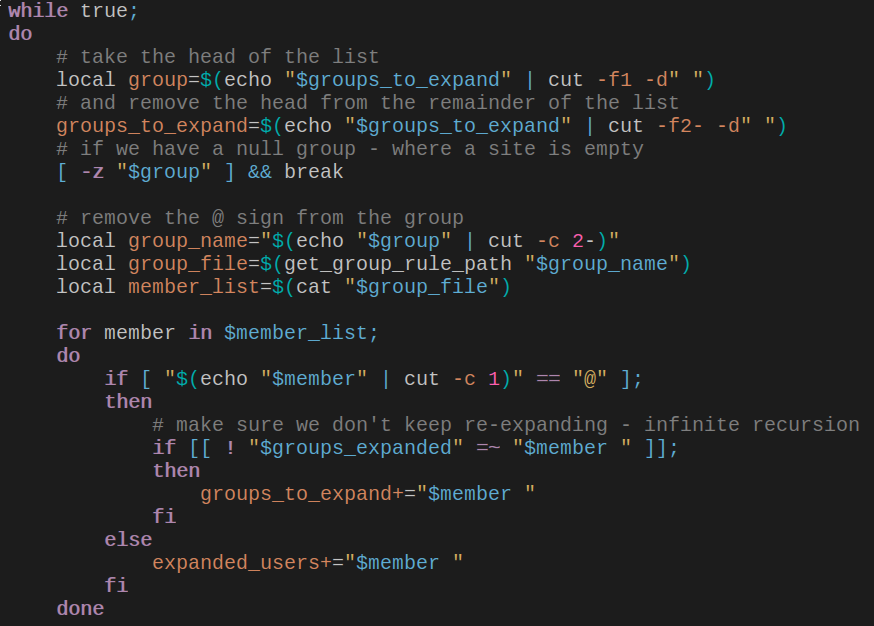 while true;
do
    # take the head of the list
    local group=$(echo "$groups_to_expand" | cut -f1 -d" ")
    # and remove the head from the remainder of the list
    groups_to_expand=$(echo "$groups_to_expand" | cut -f2- -d" ")
    # if we have a null group - where a site is empty
    [ -z "$group" ] && break

    # remove the @ sign from the group
    local group_name="$(echo "$group" | cut -c 2-)"
    local group_file=$(get_group_rule_path "$group_name")
    local member_list=$(cat "$group_file")

    for member in $member_list;
    do
        if [ "$(echo "$member" | cut -c 1)" == "@" ];
        then
            # make sure we don't keep re-expanding - infinite recursion
            if [[ ! "$groups_expanded" =~ "$member " ]];
            then
                groups_to_expand+="$member "
            fi
        else
            expanded_users+="$member "
        fi
    done